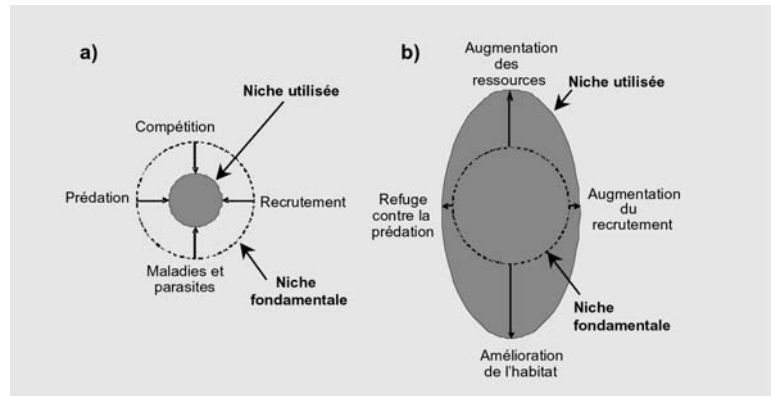 a)
Niche utilisée
Compétition
Prédation
Recrutement
Maladies et
parasites
Niche
fondamentale
b)
Augmentation
des
ressources
Niche utilisée
Refuge
contre la
prédation
Augmentation
du
recrutement
Niche
fondamentale
Amélioration
de l'habitat